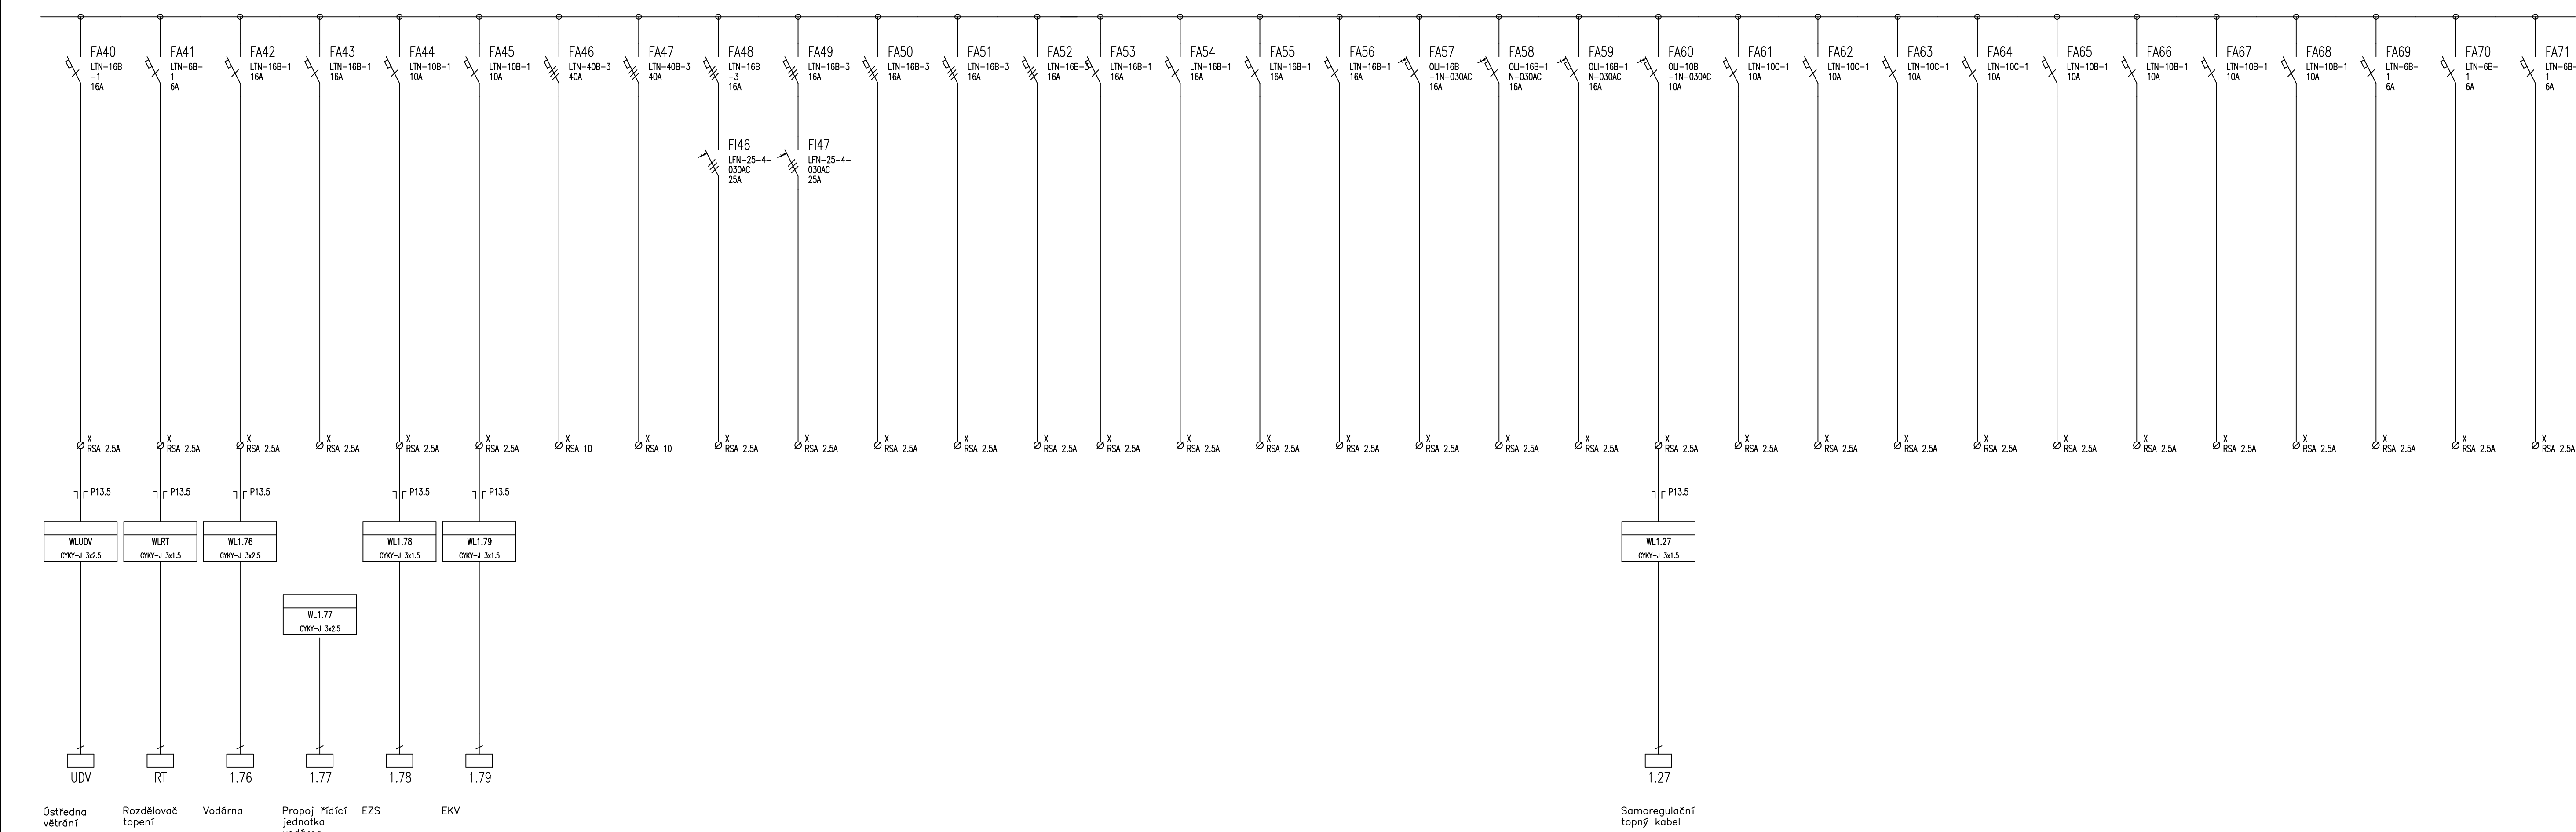 FA40
LTN-16B
-1
16A
FA41
LTN-6B-
1
6A
FA42
LTN-16B-1
16A
FA43
LTN-16B-1
16A
FA44
LTN-10B-1
10A
FA45
LTN-10B-1
10A
FA46
LTN-40B-3
40A
FA47
LTN-40B-3
40A
FA48
LTN-16B
-3
16A
FA49
LTN-16B-3
16A
FA50
LTN-16B-3
16A
FA51
LTN-16B-3
16A
FA52
LTN-16B-3
16A
FA53
LTN-16B-1
16A
FA54
LTN-16B-1
16A
FA55
LTN-16B-1
16A
FA56
LTN-16B-1
16A
FA57
OLI-16B
-1N-030AC
16A
FA58
OLI-16B-1
N-030AC
16A
FA59
OLI-16B-1
N-030AC
16A
FA60
OLI-10B
-1N-030AC
10A
FA61
LTN-10C-1
10A
FA62
LTN-10C-1
10A
FA63
LTN-10C-1
10A
FA64
LTN-10C-1
10A
FA65
LTN-10B-1
10A
FA66
LTN-10B-1
10A
FA67
LTN-10B-1
10A
FA68
LTN-10B-1
10A
FA69
LTN-6B-
1
6A
FA70
LTN-6B-
1
6A
FA71
LTN-6B-
1
6A
FI46
LFN-25-4-
030AC
25A
FI47
LFN-25-4-
030AC
25A
X
RSA 2.5A
X
RSA 2.5A
X
RSA 2.5A
X
RSA 2.5A
X
RSA 2.5A
X
RSA 2.5A
X
RSA 10
X
RSA 10
X
RSA 2.5A
X
RSA 2.5A
X
RSA 2.5A
X
RSA 2.5A
X
RSA 2.5A
X
RSA 2.5A
X
RSA 2.5A
X
RSA 2.5A
X
RSA 2.5A
X
RSA 2.5A
X
RSA 2.5A
X
RSA 2.5A
X
RSA 2.5A
X
RSA 2.5A
X
RSA 2.5A
X
RSA 2.5A
X
RSA 2.5A
X
RSA 2.5A
X
RSA 2.5A
X
RSA 2.5A
X
RSA 2.5A
X
RSA 2.5A
X
RSA 2.5A
X
RSA 2.5A
P13.5
P13.5
P13.5
P13.5
P13.5
P13.5
WLUDV
CYKY-J 3x2.5
WLRT
CYKY-J 3x1.5
WL1.76
CYKY-J 3x2.5
WL1.78
CYKY-J 3x1.5
WL1.79
CYKY-J 3x1.5
WL1.27
CYKY-J 3x1.5
WL1.77
CYKY-J 3x2.5
UDV
RT
1.76
1.77
1.78
1.79
1.27
Ústředna
větrání
Rozdělovač
topení
Vodárna
Propoj řídící
jednotka
vodárna
EZS
EKV
Samoregulační
topný kabel